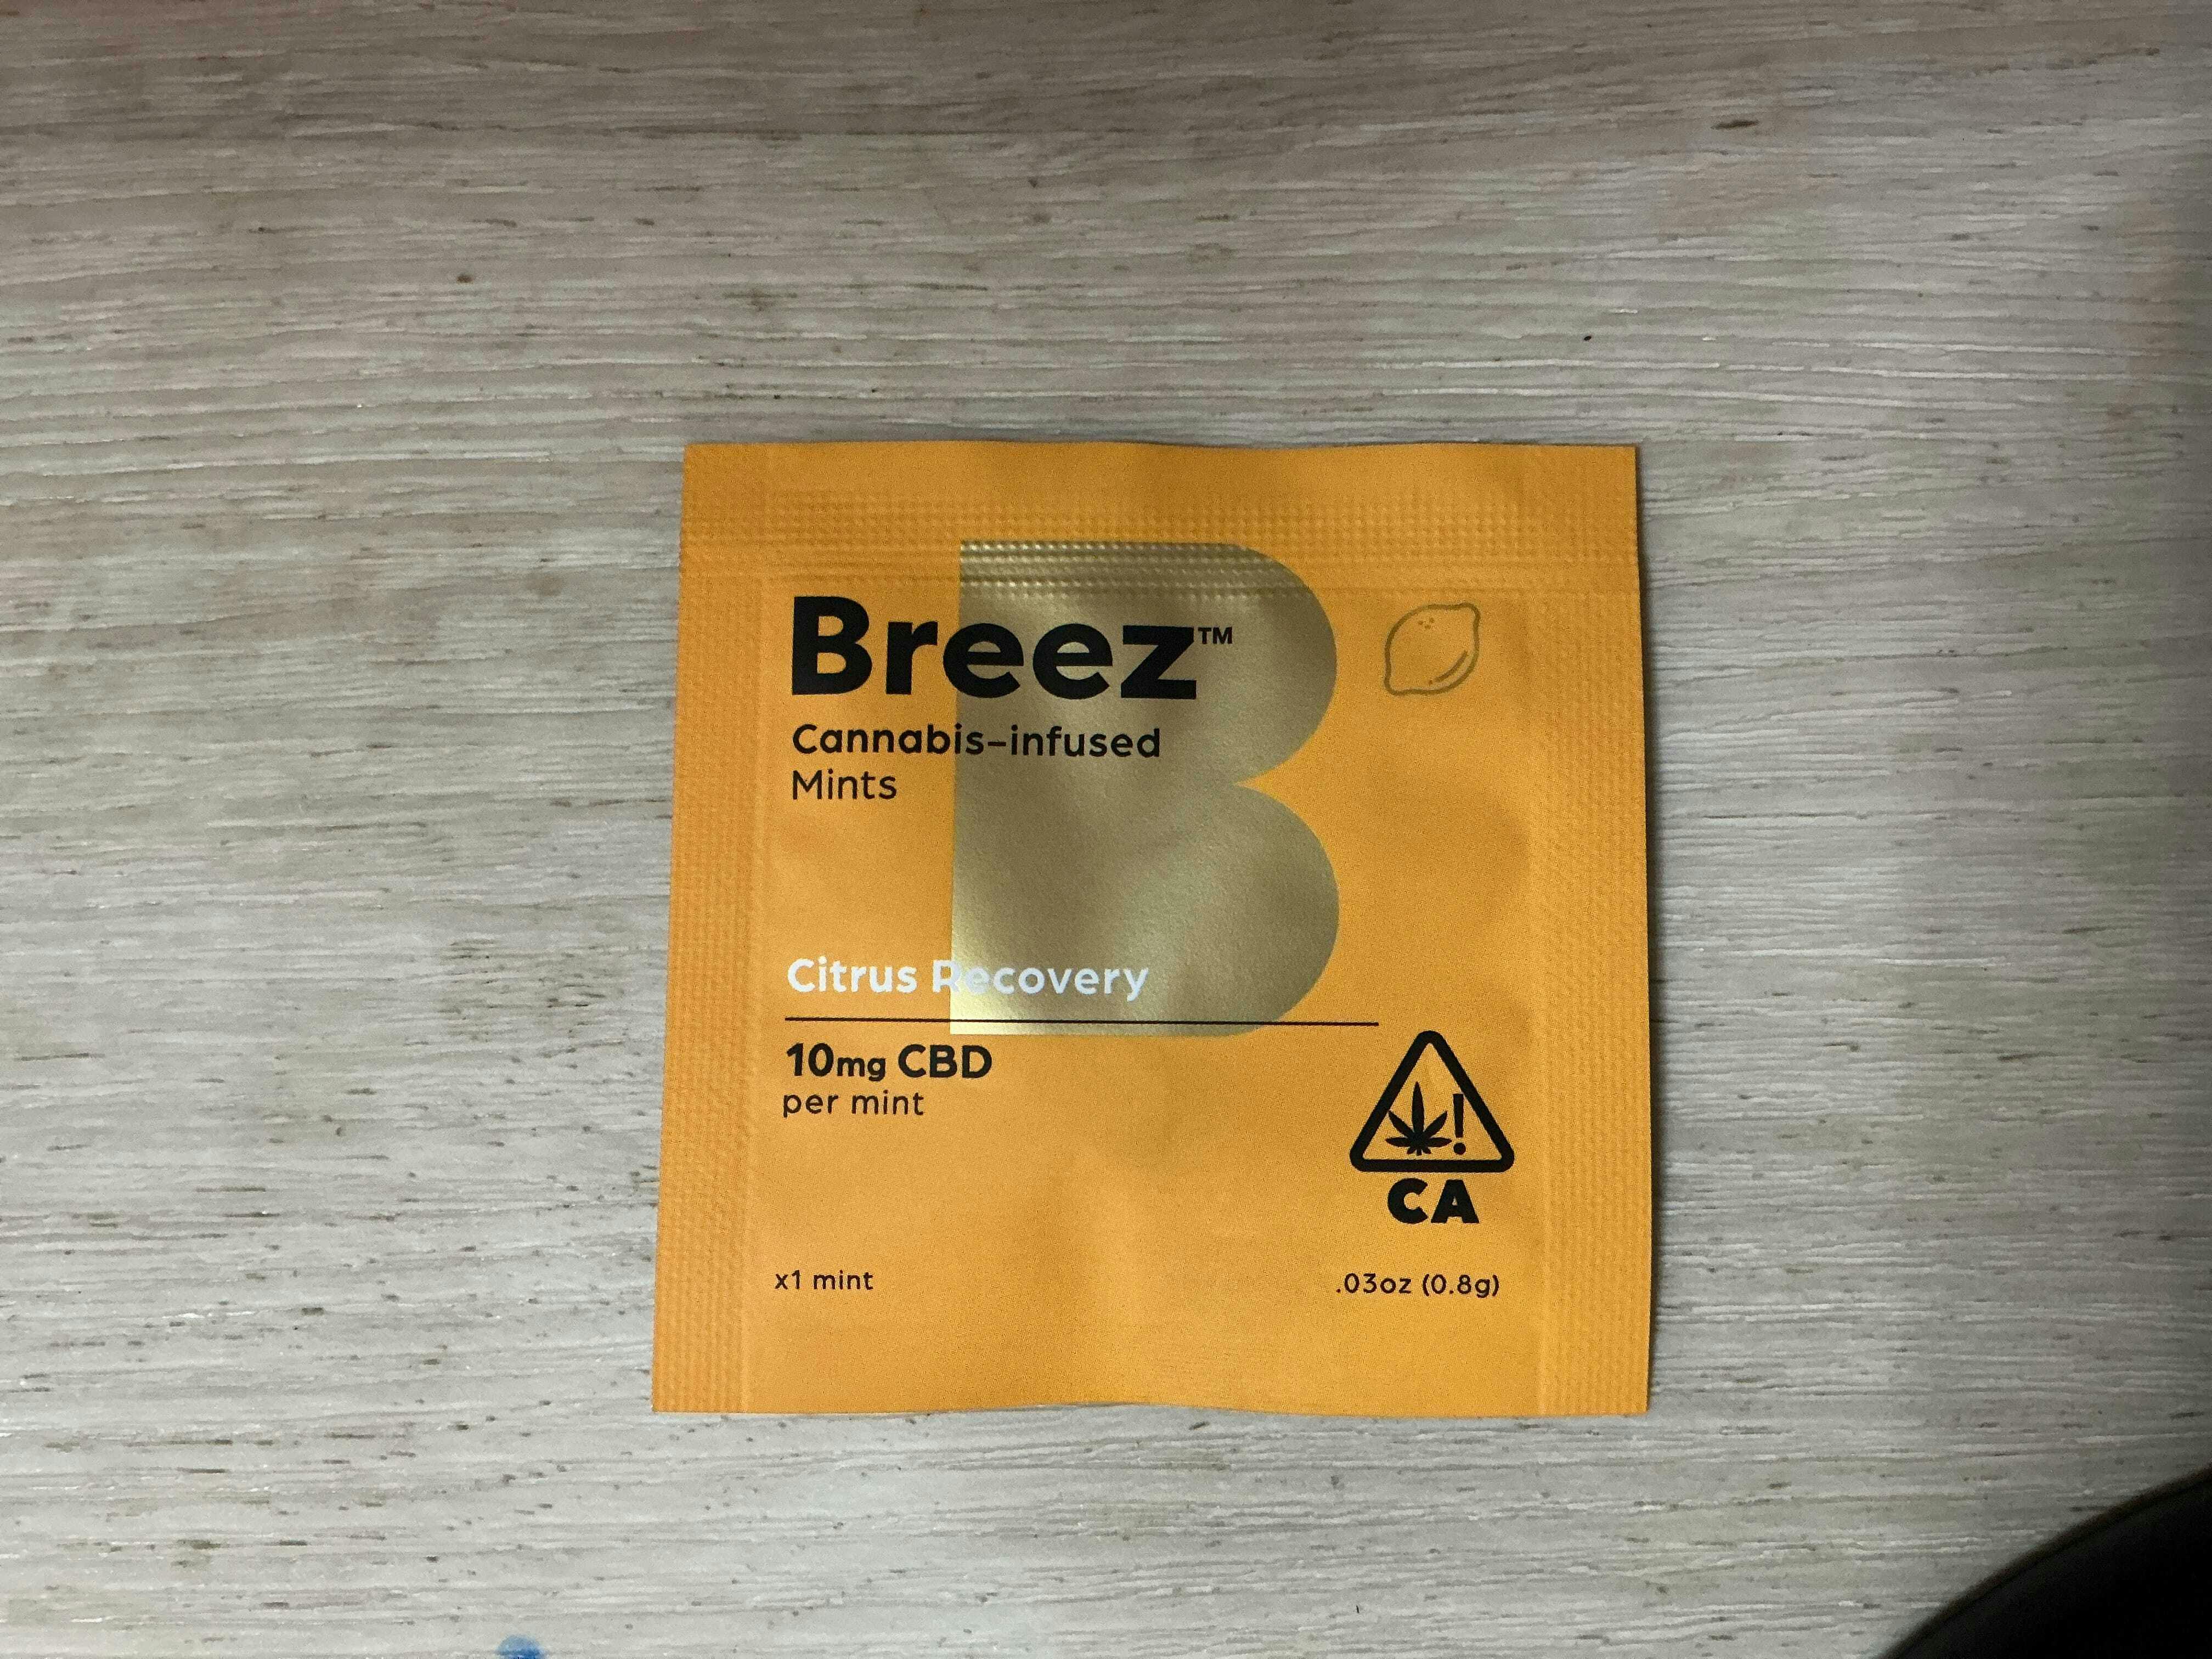 Breez™
Cannabis-infused
Mints
Citrus Recovery
10mg CBD
per mint
!
CA
x1 mint
.03oz (0.8g)